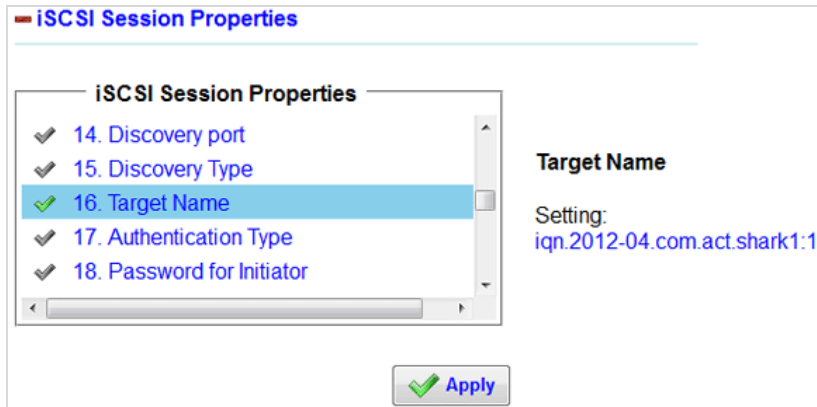 iSCSI Session Properties
iSCSI Session Properties
14. Discovery port
15. Discovery Type
16. Target Name
17. Authentication Type
18. Password for Initiator
Target Name
Setting:
iqn.2012-04.com.act.shark1:1
Apply